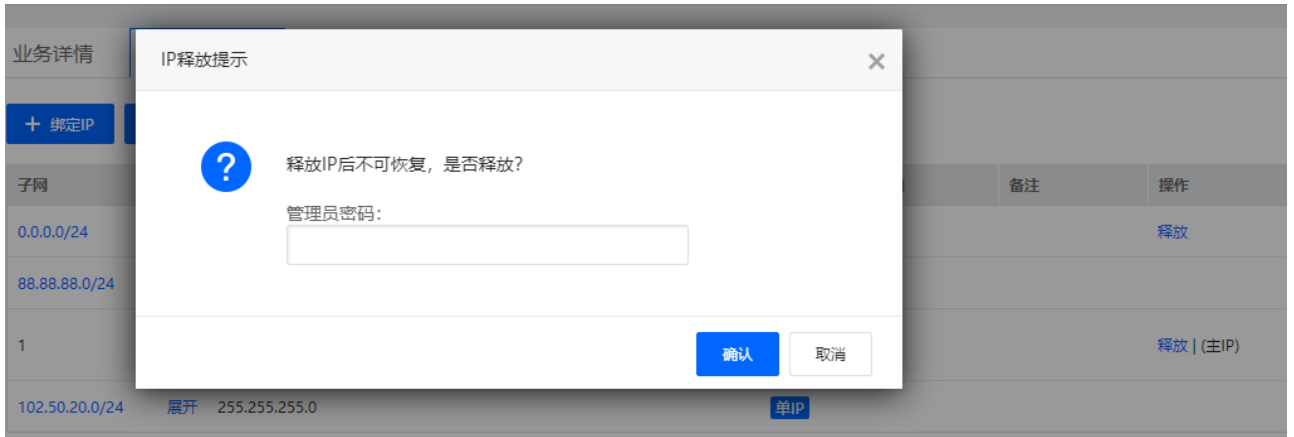 业务详情
IP释放提示
×
+ 绑定IP
释放IP后不可恢复，是否释放？
管理员密码：
子网 备注 操作
0.0.0.0/24 释放
88.88.88.0/24
1 释放 | (主IP)
确认 取消
102.50.20.0/24 展开 255.255.255.0 单IP